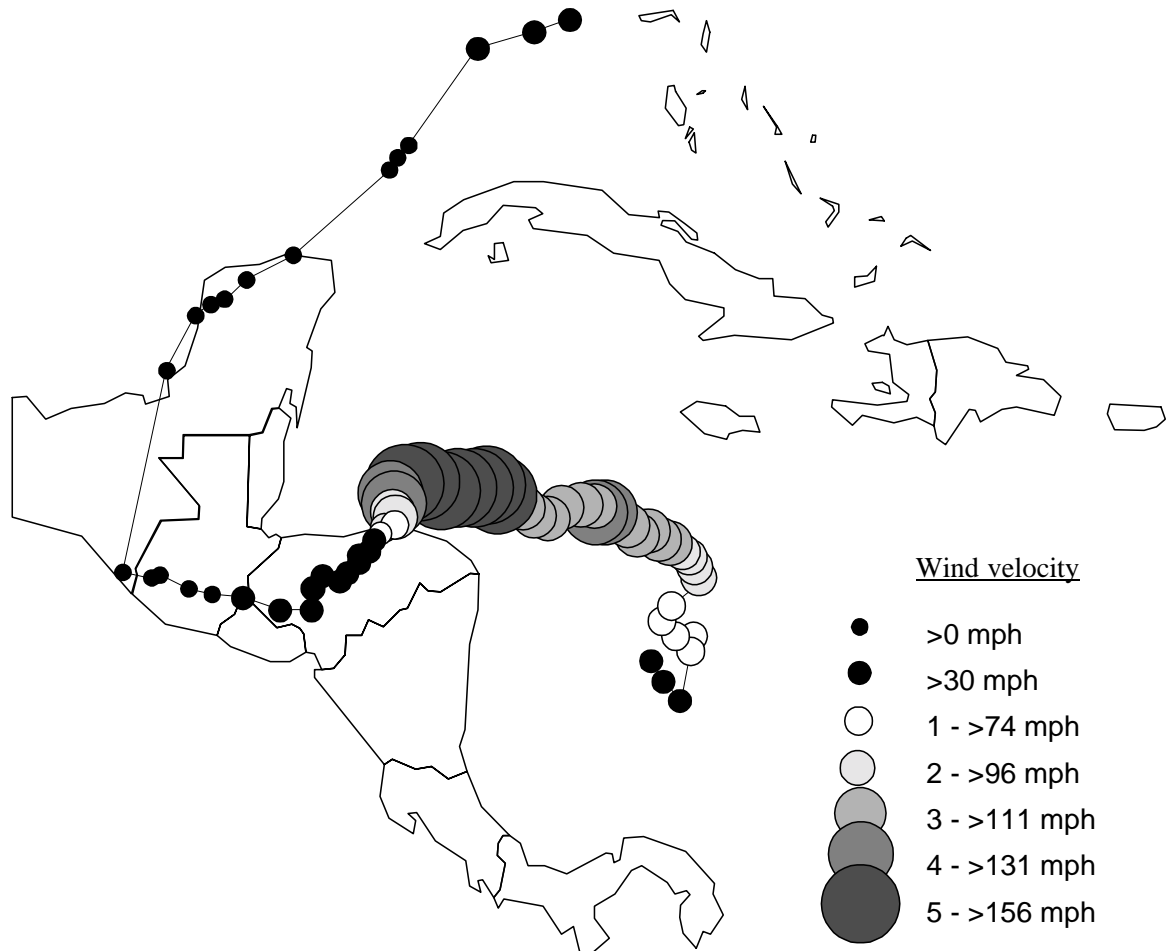 Wind velocity
>0 mph
>30 mph
1 - >74 mph
2 - >96 mph
3 - >111 mph
4 - >131 mph
5 - >156 mph